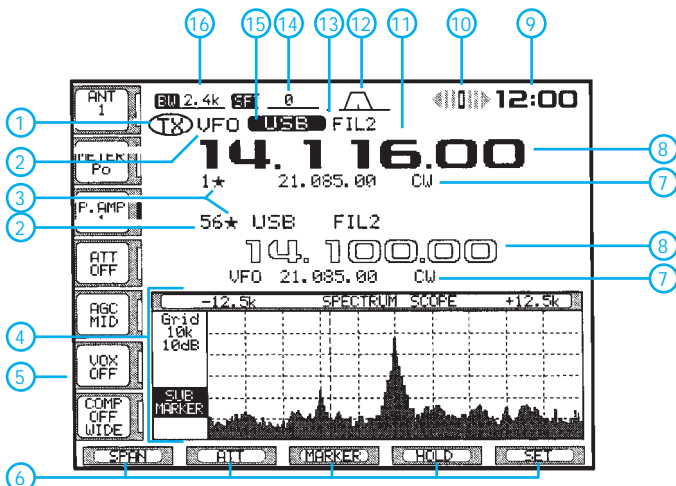 16 15 14 13 12 11 10 9
ANT
1
BW 2.4k SFT 0 12:00
1 TX VFO USB FIL2
2 14.116.00 8
METER
Po
1★ 21.085.00 CW 7
3
P.AMP
2 56★ USB FIL2
14.100.00 8
ATT
OFF
VFO 21.085.00 CW 7
4
AGC
MID
-12.5k SPECTRUM SCOPE +12.5k
Grid
10k
10dB
5
VOX
OFF
SUB
MARKER
COMP
OFF
WIDE
6 SPAN ATT MARKER HOLD SET